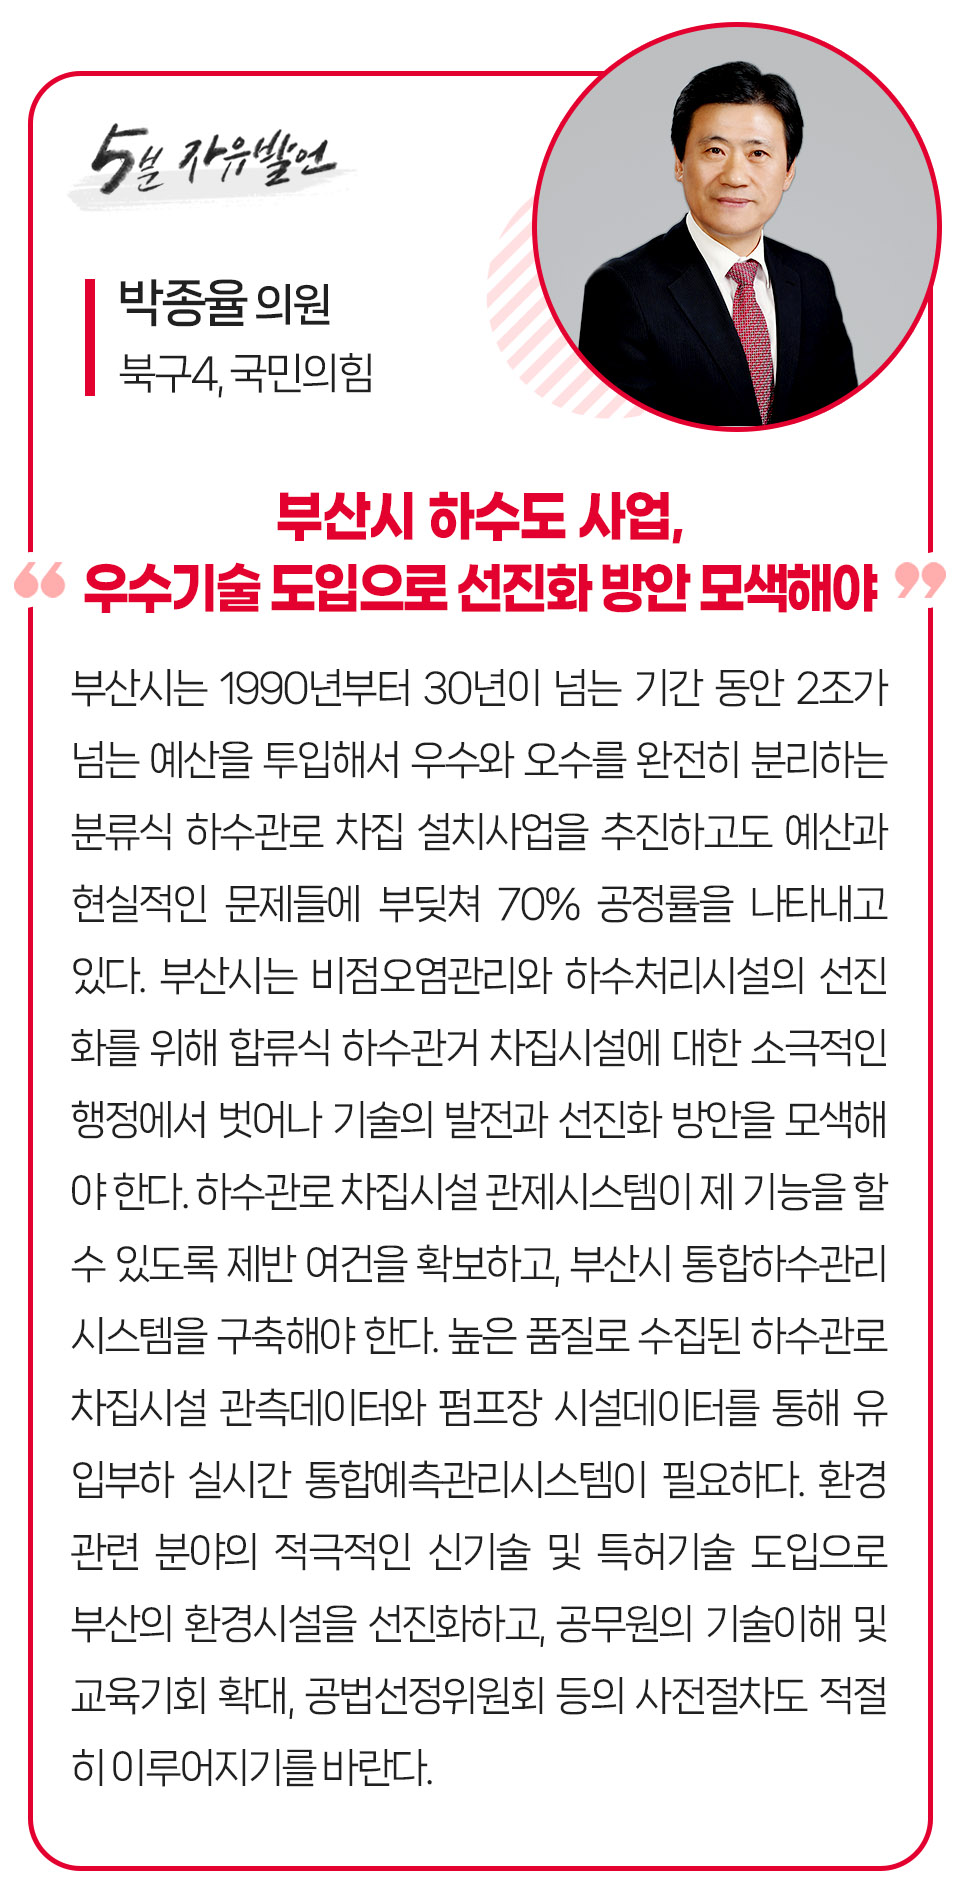 5분 자유발언
박종율 의원
북구4, 국민의힘
부산시 하수도 사업,
“ 우수기술 도입으로 선진화 방안 모색해야 ”
부산시는 1990년부터 30년이 넘는 기간 동안 2조가
넘는 예산을 투입해서 우수와 오수를 완전히 분리하는
분류식 하수관로 차집 설치사업을 추진하고도 예산과
현실적인 문제들에 부딪쳐 70% 공정률을 나타내고
있다. 부산시는 비점오염관리와 하수처리시설의 선진
화를 위해 합류식 하수관거 차집시설에 대한 소극적인
행정에서 벗어나 기술의 발전과 선진화 방안을 모색해
야 한다. 하수관로 차집시설 관제시스템이 제 기능을 할
수 있도록 제반 여건을 확보하고, 부산시 통합하수관리
시스템을 구축해야 한다. 높은 품질로 수집된 하수관로
차집시설 관측데이터와 펌프장 시설데이터를 통해 유
입부하 실시간 통합예측관리시스템이 필요하다. 환경
관련 분야의 적극적인 신기술 및 특허기술 도입으로
부산의 환경시설을 선진화하고, 공무원의 기술이해 및
교육기회 확대, 공법선정위원회 등의 사전절차도 적절
히 이루어지기를 바란다.